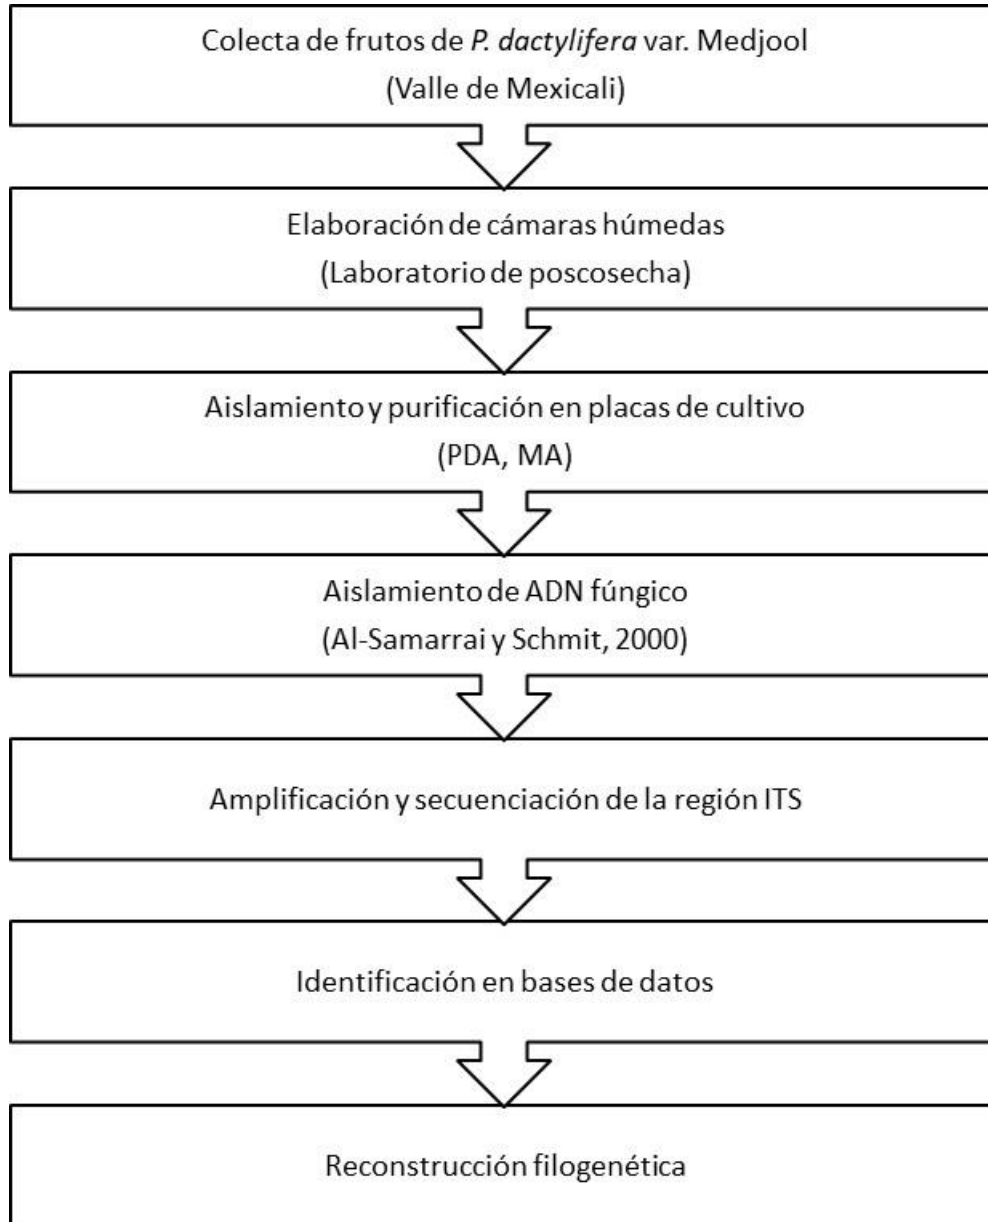 Colecta de frutos de P. dactylifera var. Medjool
(Valle de Mexicali)
Elaboración de cámaras húmedas
(Laboratorio de poscosecha)
Aislamiento y purificación en placas de cultivo
(PDA, MA)
Aislamiento de ADN fúngico
(Al-Samarrai y Schmit, 2000)
Amplificación y secuenciación de la región ITS
Identificación en bases de datos
Reconstrucción filogenética